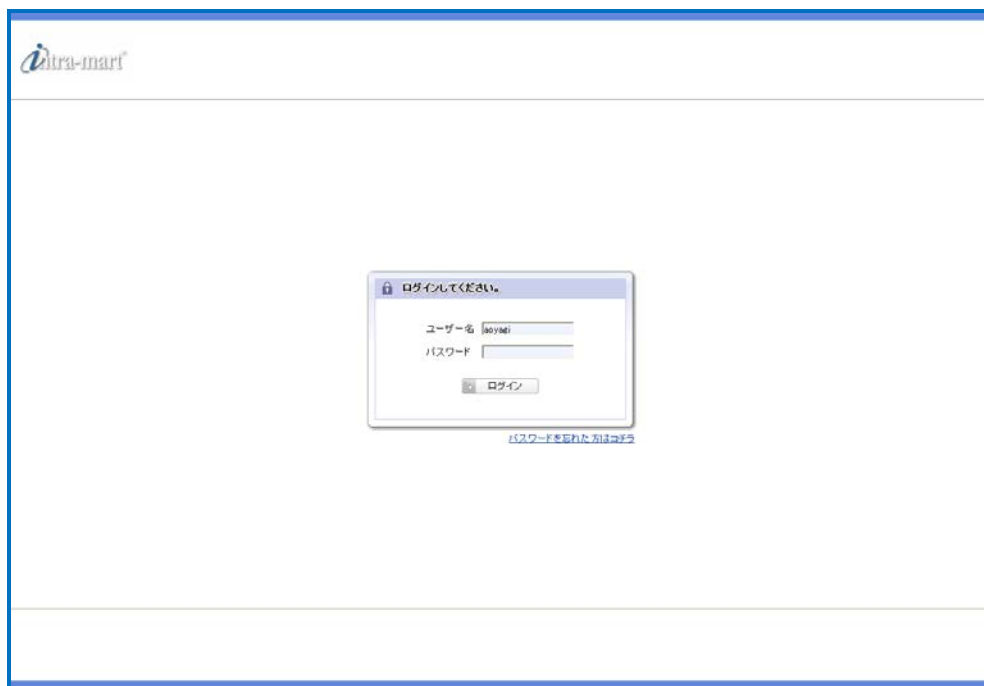 intra-mart
ログインしてください。
ユーザー名 aoyagi
パスワード
ログイン
パスワードを忘れた方はコチラ